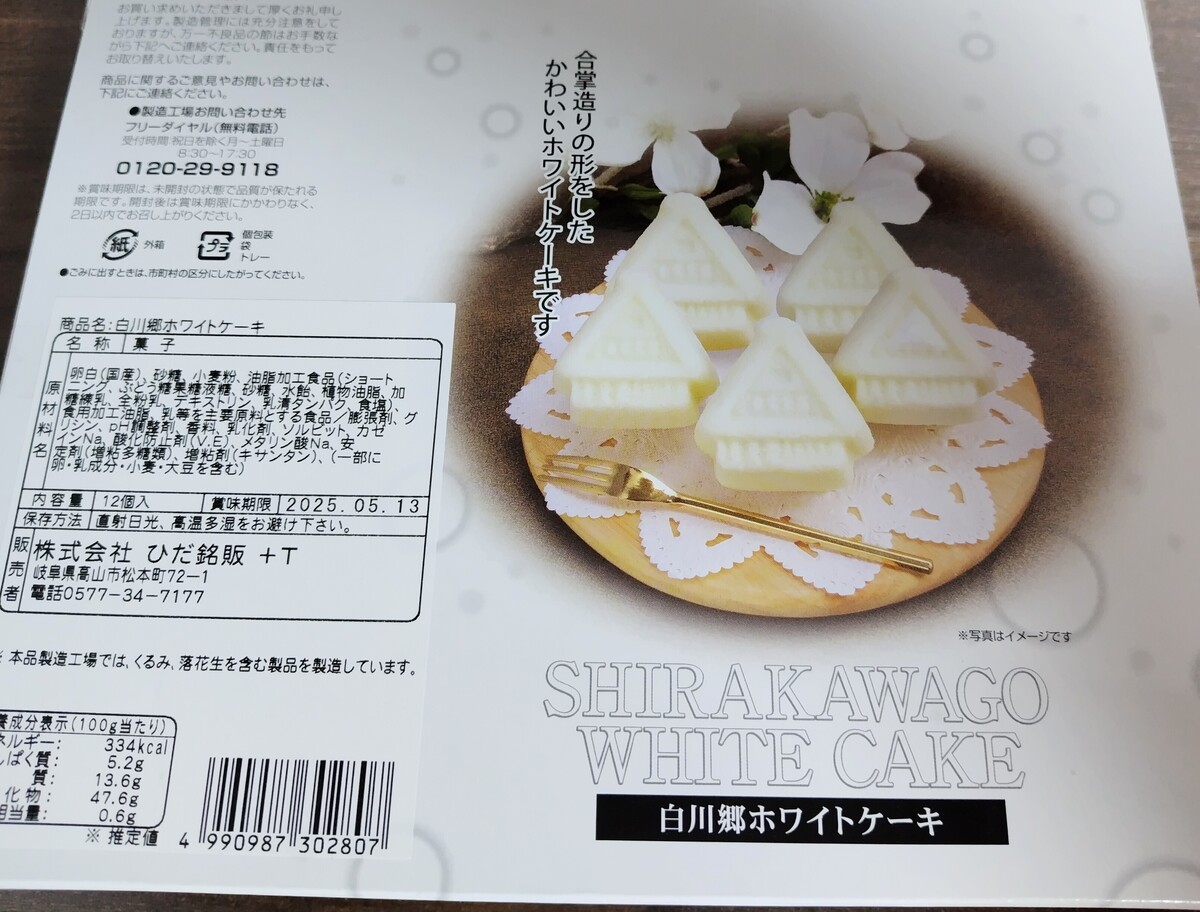 お買い求めいただきまして厚くお礼申し
上げます。製造管理には充分注意をして
おりますが、万一不良品の節はお手数な
がら下記へご連絡ください。責任をもって
お取り替えいたします。
商品に関するご意見やお問い合わせは、
下記にご連絡ください。
●製造工場お問い合わせ先
フリーダイヤル(無料電話)
受付時間:祝日を除く月〜土曜日
8:30〜17:30
0120-29-9118
※賞味期限は、未開封の状態で品質が保たれる
期限です。開封後は賞味期限にかかわりなく、
2日以内でお召し上がりください。
紙 外箱
プラ 個包装
袋
トレー
●ごみに出すときは、市町村の区分にしたがってください。
商品名:白川郷ホワイトケーキ
名称 菓子
原材料名
卵白(国産)、砂糖、小麦粉、油脂加工食品(ショート
ニング、ぶどう糖果糖液糖、砂糖、水飴、植物油脂、加
糖練乳、全粉乳、デキストリン、乳清タンパク、食塩)、
食用加工油脂、乳等を主要原料とする食品/膨張剤、グ
リシン、pH調整剤、香料、乳化剤、ソルビット、カゼ
インNa、酸化防止剤(V.E)、メタリン酸Na、安
定剤(増粘多糖類)、増粘剤(キサンタン)、(一部に
卵・乳成分・小麦・大豆を含む)
内容量 12個入 賞味期限 2025.05.13
保存方法 直射日光、高温多湿をお避け下さい。
販売者
株式会社 ひだ銘販 +T
岐阜県高山市松本町72-1
電話0577-34-7177
※ 本品製造工場では、くるみ、落花生を含む製品を製造しています。
養成分表示(100g当たり)
ネルギー: 334kcal
んぱく質: 5.2g
質: 13.6g
化物: 47.6g
相当量: 0.6g
※ 推定値
4 990987 302807
合掌造りの形をした
かわいいホワイトケーキです
※写真はイメージです
SHIRAKAWAGO
WHITE CAKE
白川郷ホワイトケーキ